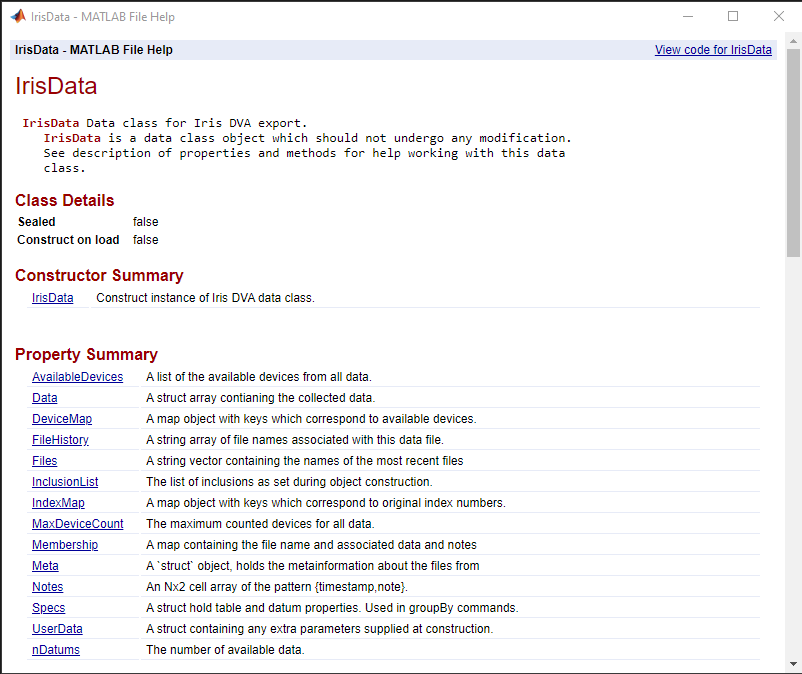 IrisData - MATLAB File Help
IrisData - MATLAB File Help View code for IrisData
IrisData
IrisData Data class for Iris DVA export.
IrisData is a data class object which should not undergo any modification.
See description of properties and methods for help working with this data
class.
Class Details
Sealed false
Construct on load false
Constructor Summary
IrisData Construct instance of Iris DVA data class.
Property Summary
AvailableDevices A list of the available devices from all data.
Data A struct array contianing the collected data.
DeviceMap A map object with keys which correspond to available devices.
FileHistory A string array of file names associated with this data file.
Files A string vector containing the names of the most recent files
InclusionList The list of inclusions as set during object construction.
IndexMap A map object with keys which correspond to original index numbers.
MaxDeviceCount The maximum counted devices for all data.
Membership A map containing the file name and associated data and notes
Meta A `struct` object, holds the metainformation about the files from
Notes An Nx2 cell array of the pattern {timestamp,note}.
Specs A struct hold table and datum properties. Used in groupBy commands.
UserData A struct containing any extra parameters supplied at construction.
nDatums The number of available data.